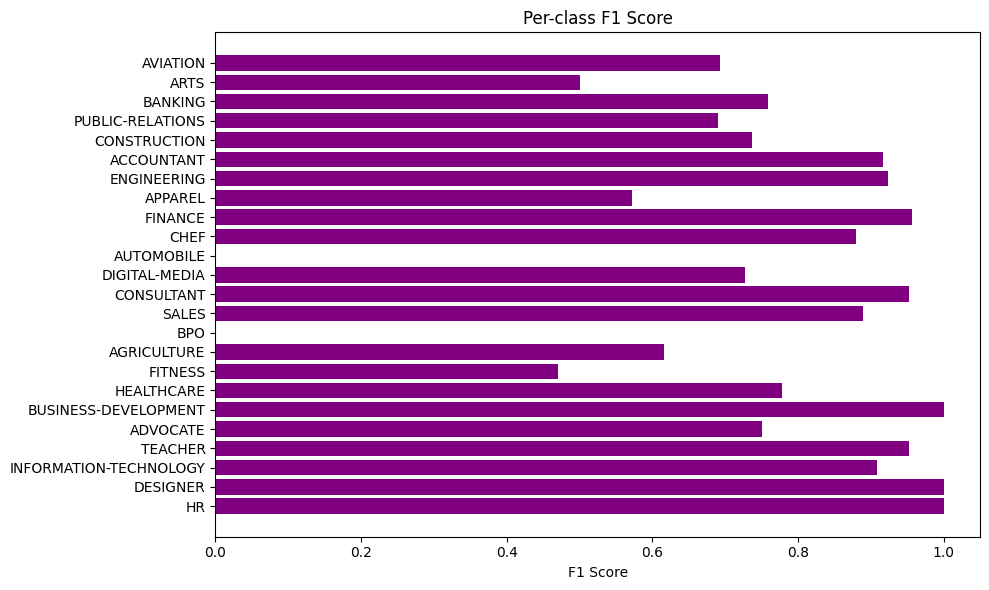 Per-class F1 Score
AVIATION
ARTS
BANKING
PUBLIC-RELATIONS
CONSTRUCTION
ACCOUNTANT
ENGINEERING
APPAREL
FINANCE
CHEF
AUTOMOBILE
DIGITAL-MEDIA
CONSULTANT
SALES
BPO
AGRICULTURE
FITNESS
HEALTHCARE
BUSINESS-DEVELOPMENT
ADVOCATE
TEACHER
INFORMATION-TECHNOLOGY
DESIGNER
HR
0.0 0.2 0.4 0.6 0.8 1.0
F1 Score